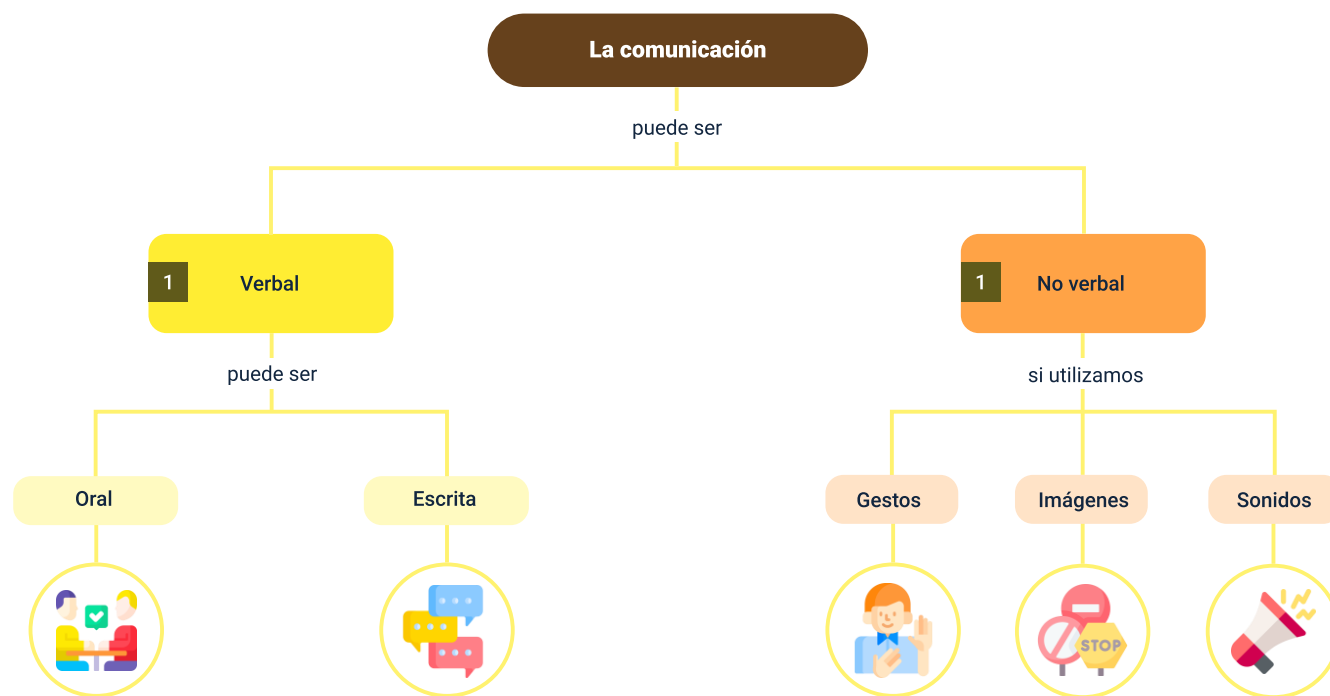 La comunicación
puede ser
1
Verbal
1
No verbal
puede ser
si utilizamos
Oral
Escrita
Gestos
Imágenes
Sonidos
STOP